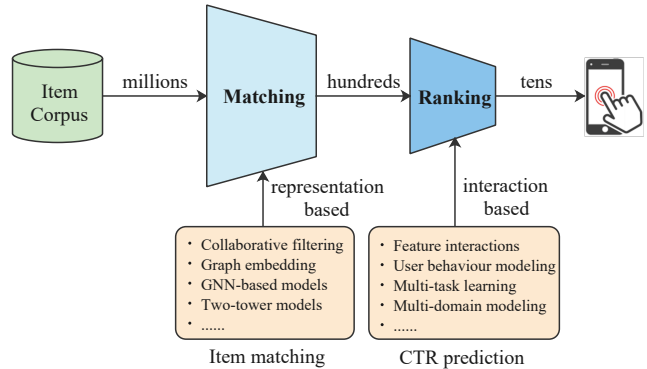 Item
Corpus
millions
Matching
hundreds
Ranking
tens
representation
based
interaction
based
· Collaborative filtering
· Graph embedding
· GNN-based models
· Two-tower models
· ......
· Feature interactions
· User behaviour modeling
· Multi-task learning
· Multi-domain modeling
· ......
Item matching
CTR prediction